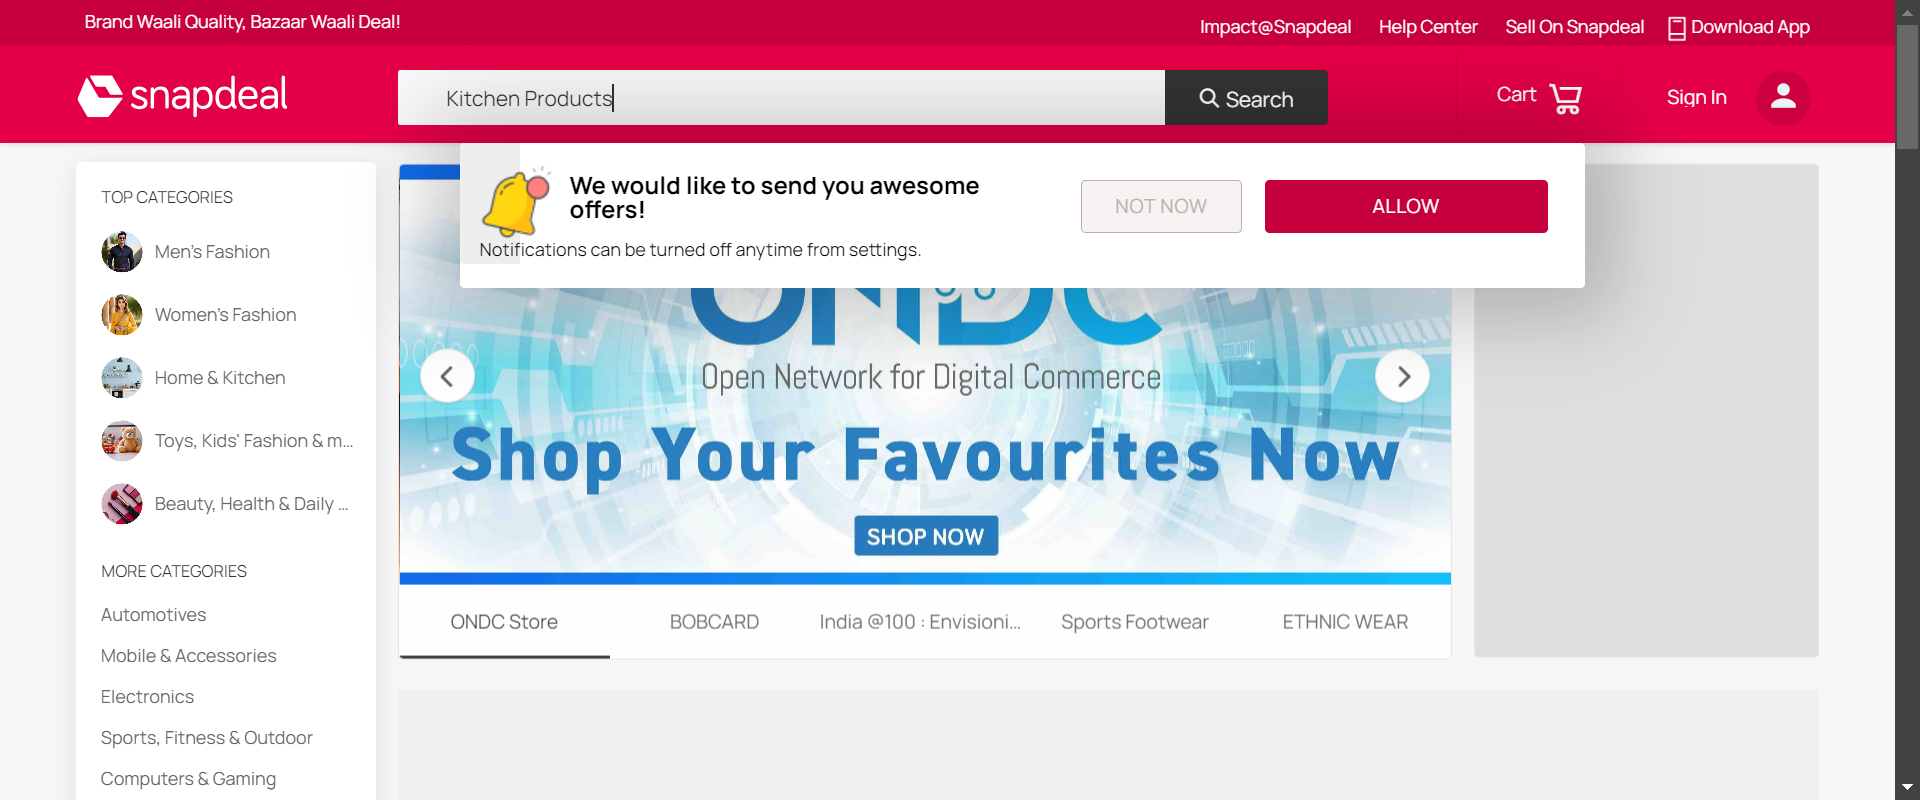 Brand Waali Quality, Bazaar Waali Deal!
Impact@Snapdeal
Help Center
Sell On Snapdeal
Download App
snapdeal
Kitchen Products
Search
Cart
Sign In
We would like to send you awesome
offers!
Notifications can be turned off anytime from settings.
NOT NOW
ALLOW
TOP CATEGORIES
Men's Fashion
Women's Fashion
Home & Kitchen
Toys, Kids' Fashion & m...
Beauty, Health & Daily ...
MORE CATEGORIES
Automotives
Mobile & Accessories
Electronics
Sports, Fitness & Outdoor
Computers & Gaming
ONDC
Open Network for Digital Commerce
Shop Your Favourites Now
SHOP NOW
ONDC Store
BOBCARD
India @100 : Envisioni...
Sports Footwear
ETHNIC WEAR